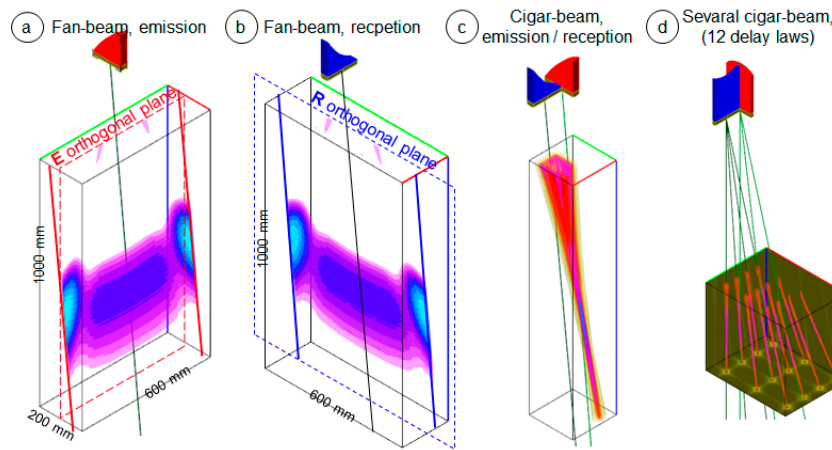 a Fan-beam, emission
b Fan-beam, recpetion
c Cigar-beam,
emission / reception
d Sevaral cigar-beam,
(12 delay laws)
E orthogonal plane
1000 mm
200 mm
600 mm
R orthogonal plane
1000 mm
600 mm